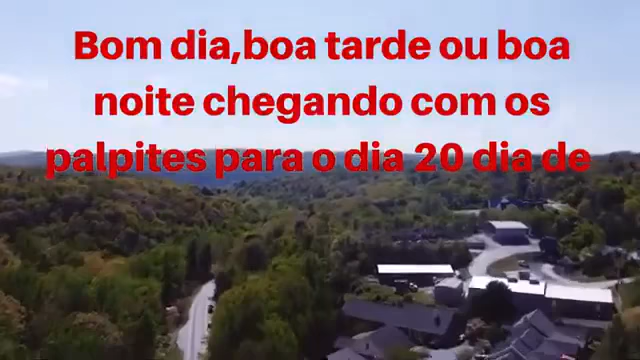 Bom dia,boa tarde ou boa
noite chegando com os
palpites para o dia 20 dia de